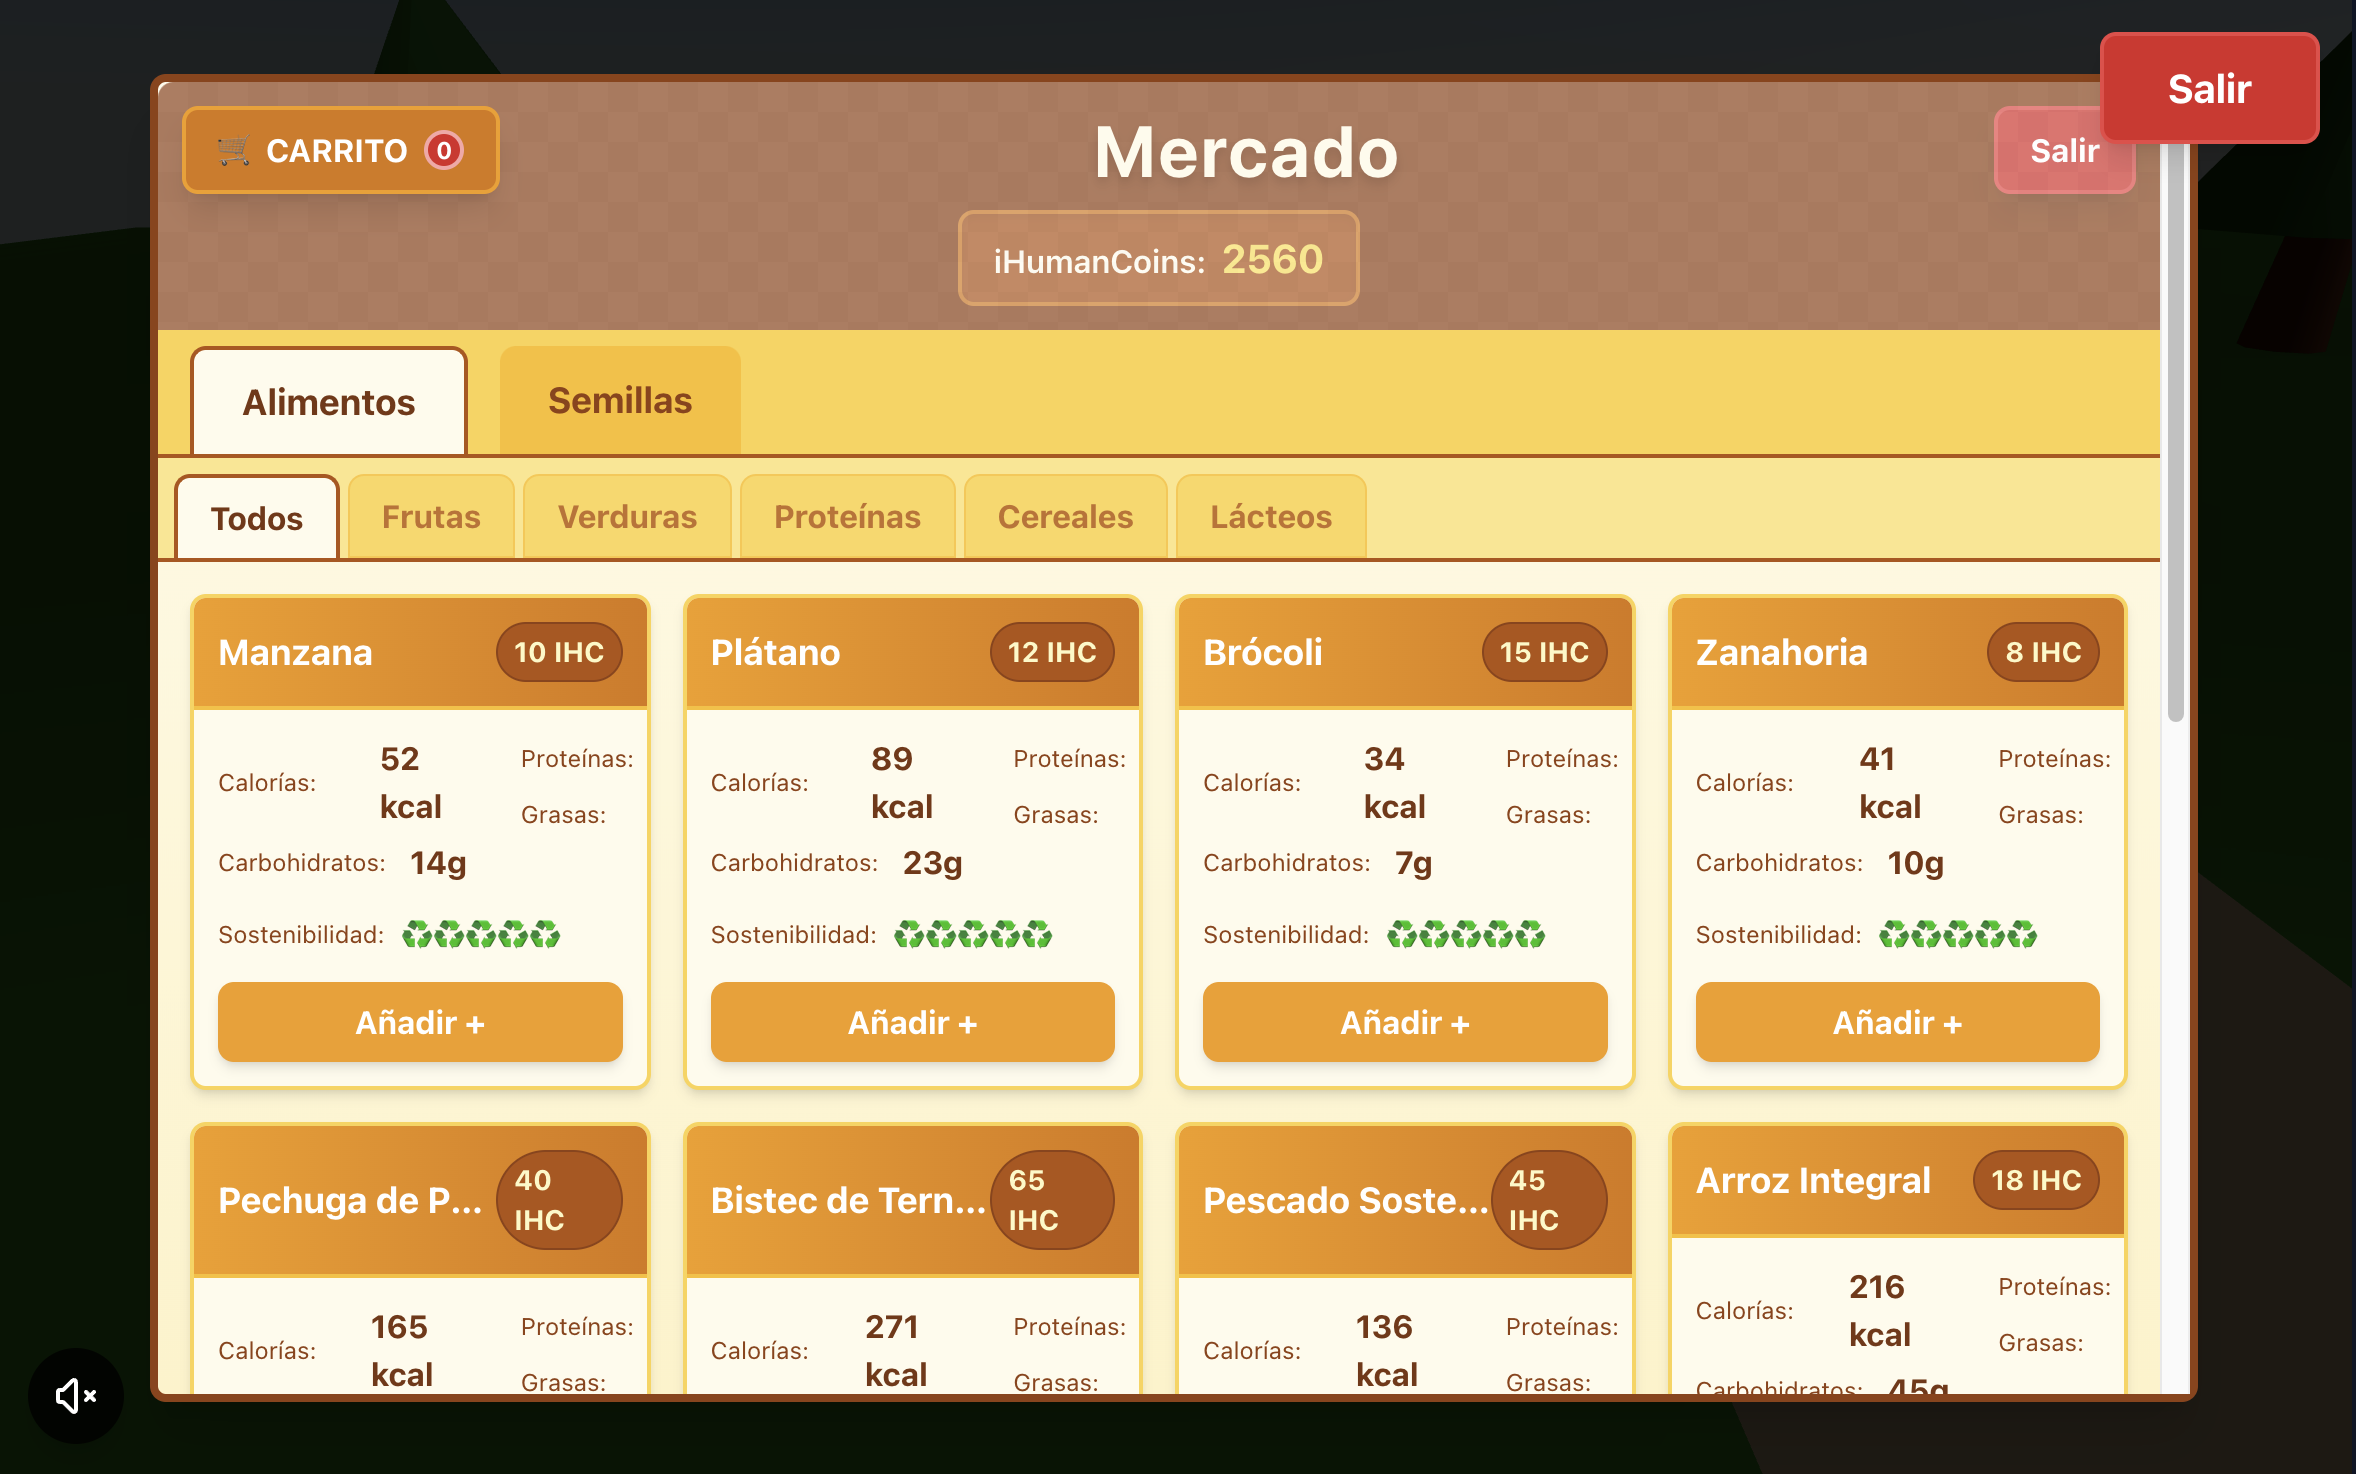 Salir
🛒 CARRITO 0
Mercado
Salir
iHumanCoins: 2560
Alimentos Semillas
Todos Frutas Verduras Proteínas Cereales Lácteos
Manzana 10 IHC
Calorías: 52 kcal Proteínas:
Grasas:
Carbohidratos: 14g
Sostenibilidad: ♻♻♻♻♻
Añadir +
Plátano 12 IHC
Calorías: 89 kcal Proteínas:
Grasas:
Carbohidratos: 23g
Sostenibilidad: ♻♻♻♻♻
Añadir +
Brócoli 15 IHC
Calorías: 34 kcal Proteínas:
Grasas:
Carbohidratos: 7g
Sostenibilidad: ♻♻♻♻♻
Añadir +
Zanahoria 8 IHC
Calorías: 41 kcal Proteínas:
Grasas:
Carbohidratos: 10g
Sostenibilidad: ♻♻♻♻♻
Añadir +
Pechuga de P... 40 IHC
Calorías: 165 kcal Proteínas:
Grasas:
Bistec de Tern... 65 IHC
Calorías: 271 kcal Proteínas:
Grasas:
Pescado Soste... 45 IHC
Calorías: 136 kcal Proteínas:
Grasas:
Arroz Integral 18 IHC
Calorías: 216 kcal Proteínas:
Grasas:
Carbohidratos: 45g